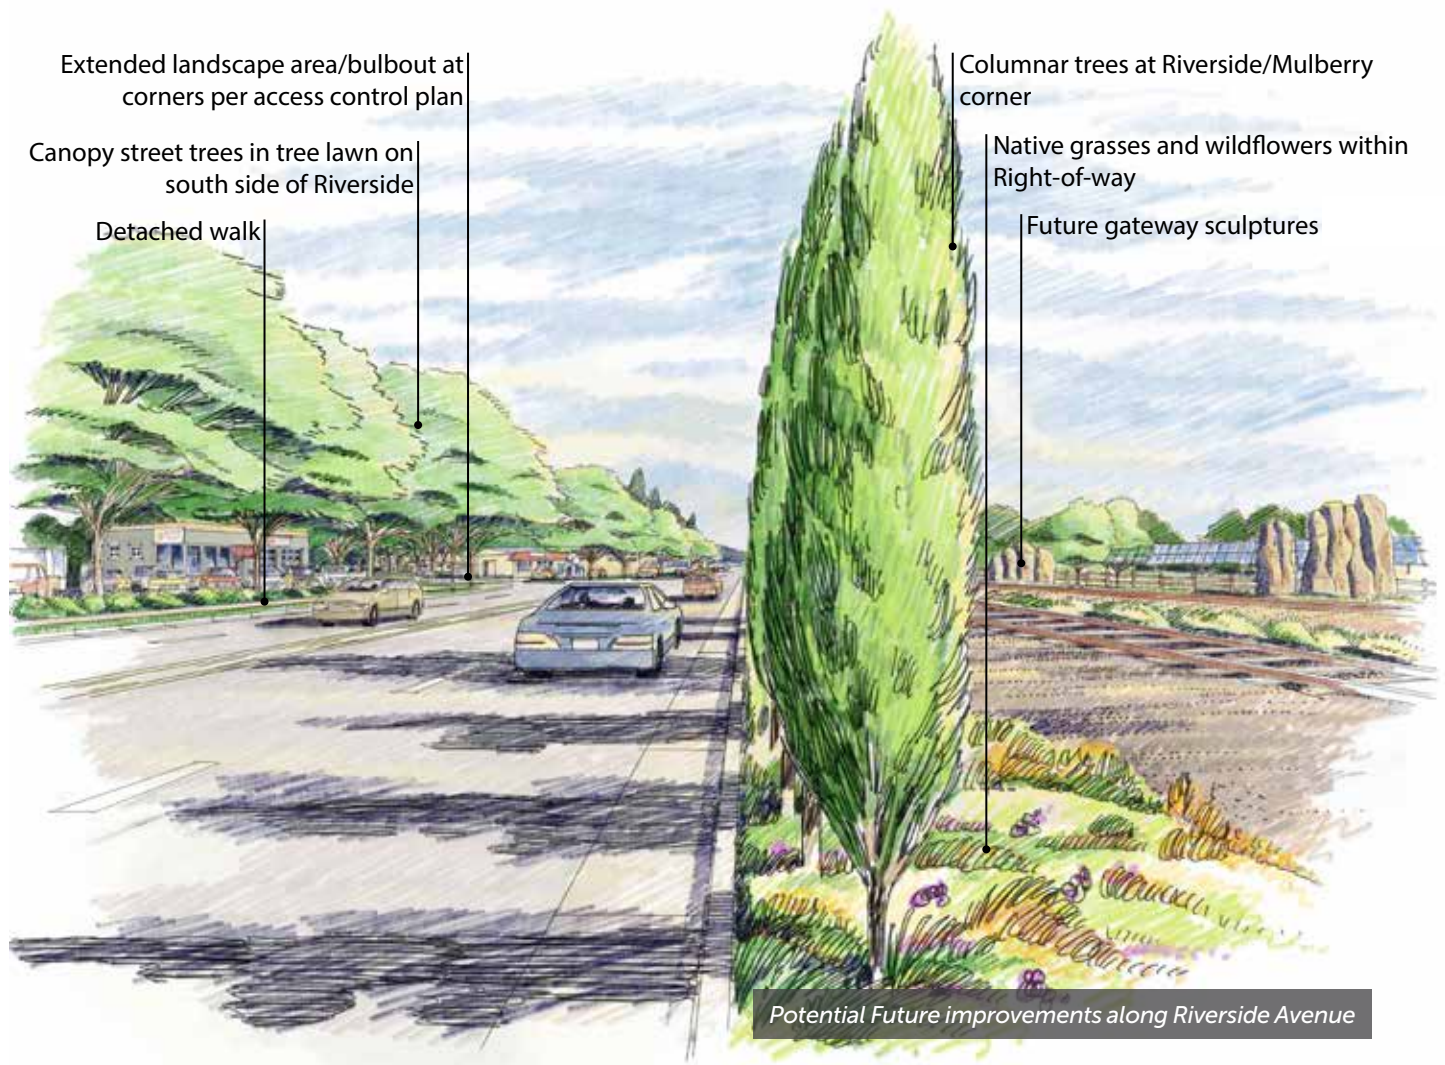 Extended landscape area/bulbout at
corners per access control plan
Canopy street trees in tree lawn on
south side of Riverside
Detached walk
Columnar trees at Riverside/Mulberry
corner
Native grasses and wildflowers within
Right-of-way
Future gateway sculptures
Potential Future improvements along Riverside Avenue